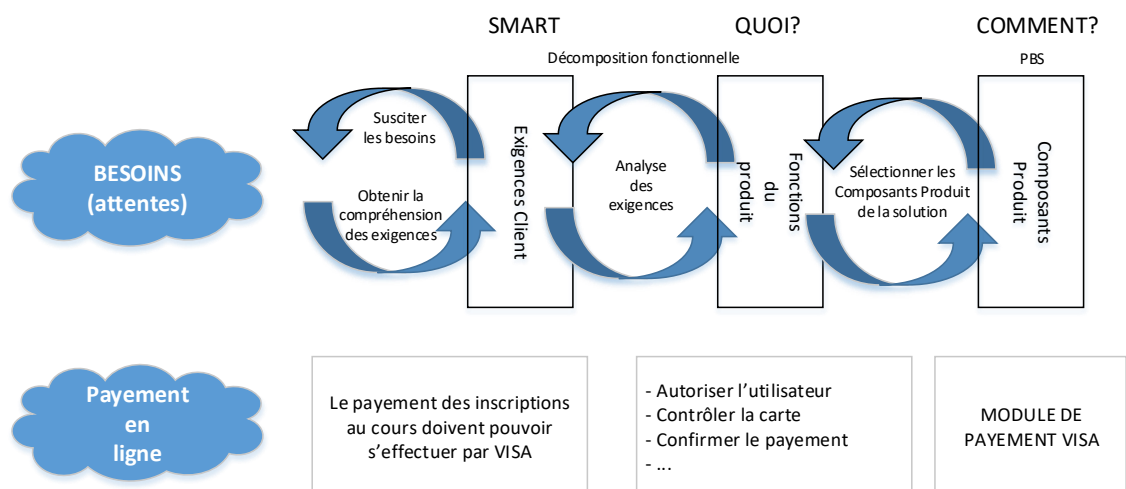 SMART
QUOI?
COMMENT?
Décomposition fonctionnelle
PBS
BESOINS
(attentes)
Susciter
les besoins
Obtenir la
compréhension
des exigences
Exigences Client
Analyse
des
exigences
Fonctions
du
produit
Sélectionner les
Composants Produit
de la solution
Composants
Produit
Payement
en
ligne
Le payement des inscriptions
au cours doivent pouvoir
s’effectuer par VISA
- Autoriser l’utilisateur
- Contrôler la carte
- Confirmer le payement
- ...
MODULE DE
PAYEMENT VISA